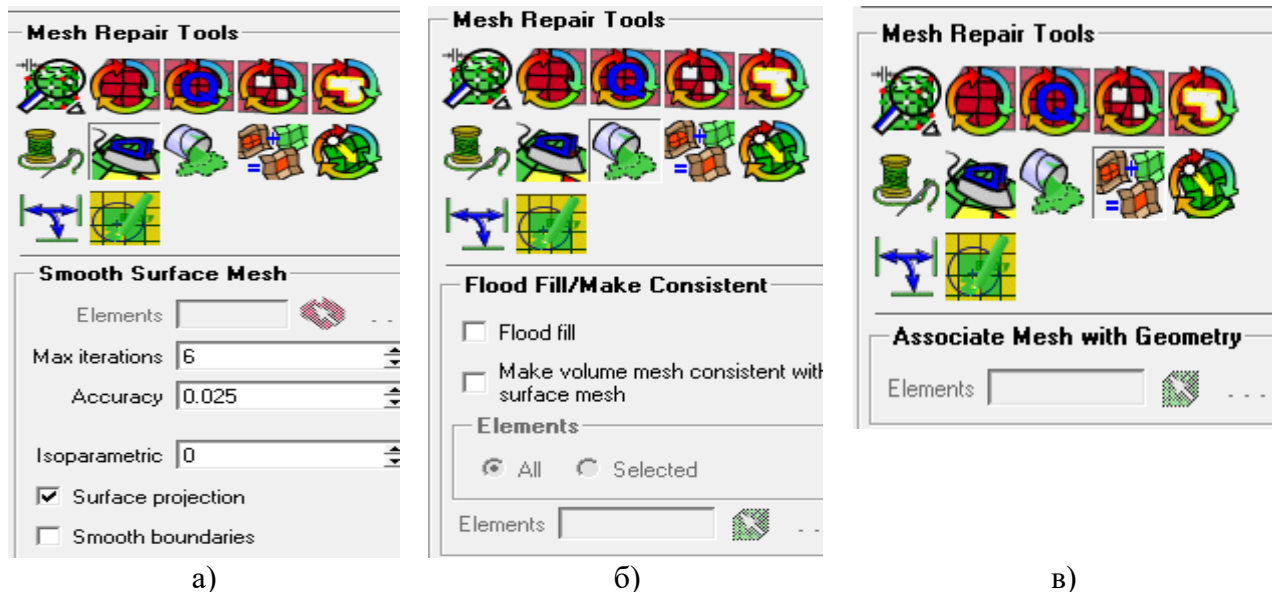 Mesh Repair Tools
Smooth Surface Mesh
Elements
Max iterations 6
Accuracy 0.025
Isoparametric 0
Surface projection
Smooth boundaries
а)
Mesh Repair Tools
Flood Fill/Make Consistent
Flood fill
Make volume mesh consistent with
surface mesh
Elements
All Selected
Elements
б)
Mesh Repair Tools
Associate Mesh with Geometry
Elements
в)